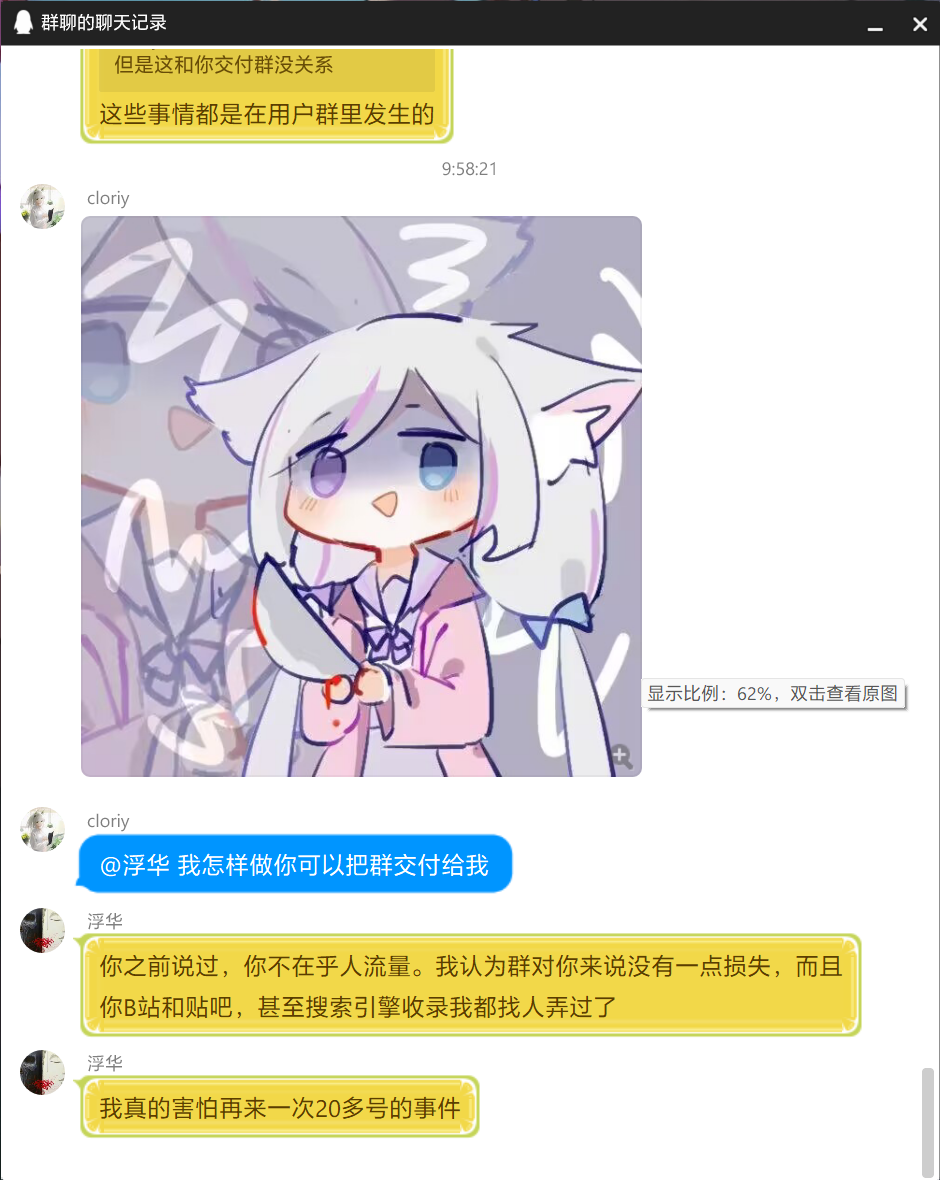 群聊的聊天记录
但是这和你交付群没关系
这些事情都是在用户群里发生的
9:58:21
cloriy
显示比例：62%，双击查看原图
cloriy
@浮华 我怎样做你可以把群交付给我
浮华
你之前说过，你不在乎人流量。我认为群对你来说没有一点损失，而且
你B站和贴吧，甚至搜索引擎收录我都找人弄过了
浮华
我真的害怕再来一次20多号的事件